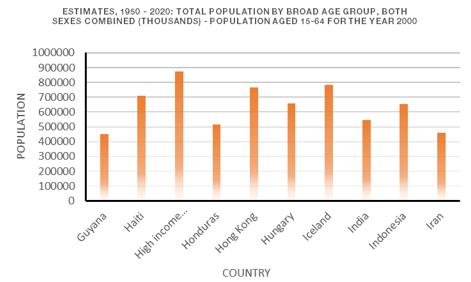 ESTIMATES, 1950 - 2020: TOTAL POPULATION BY BROAD AGE GROUP, BOTH
SEXES COMBINED (THOUSANDS) - POPULATION AGED 15-64 FOR THE YEAR 2000
1000000
900000
800000
700000
600000
500000
400000
300000
200000
100000
0
POPULATION
Guyana
Haiti
High income...
Honduras
Hong Kong
Hungary
Iceland
India
Indonesia
Iran
COUNTRY